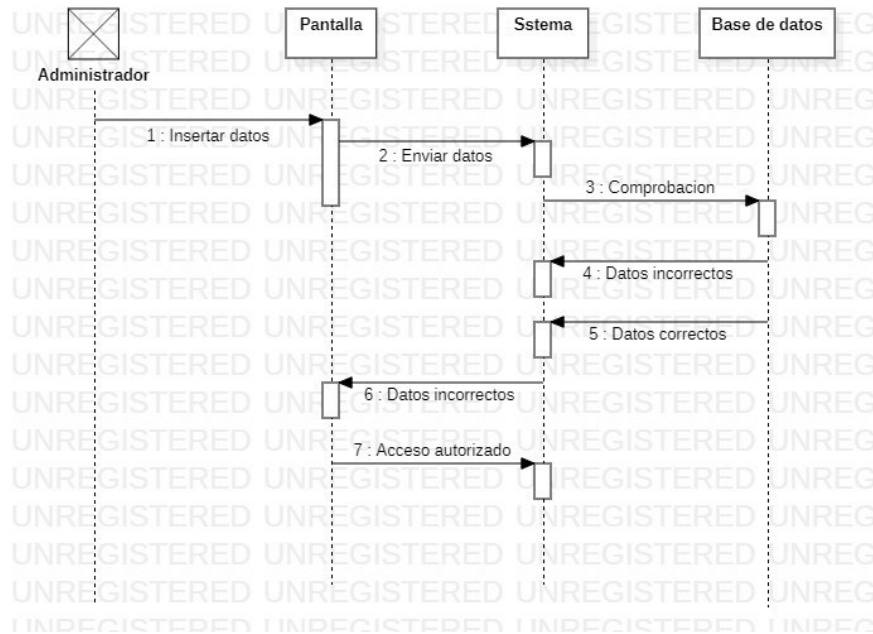 Administrador
Pantalla
Sstema
Base de datos
1 : Insertar datos
2 : Enviar datos
3 : Comprobacion
4 : Datos incorrectos
5 : Datos correctos
6 : Datos incorrectos
7 : Acceso autorizado
UNREGISTERED